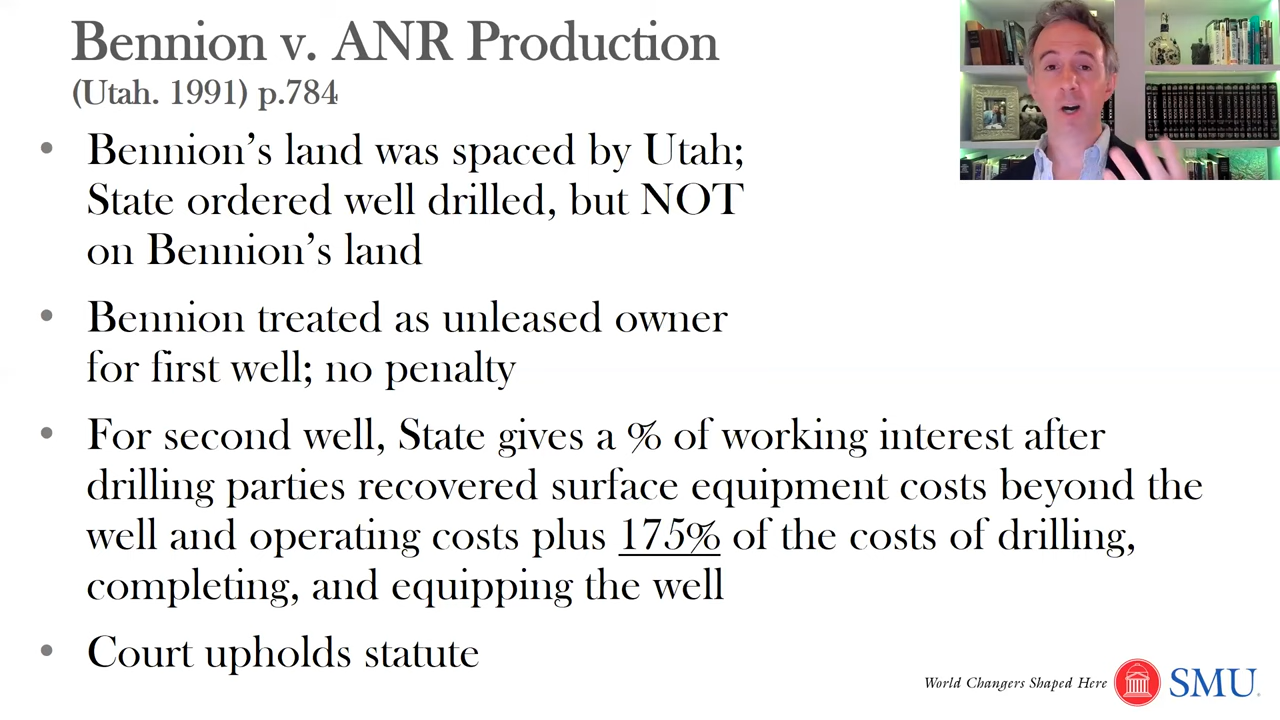 Bennion v. ANR Production
(Utah. 1991) p.784
• Bennion’s land was spaced by Utah;
State ordered well drilled, but NOT
on Bennion’s land
• Bennion treated as unleased owner
for first well; no penalty
• For second well, State gives a % of working interest after
drilling parties recovered surface equipment costs beyond the
well and operating costs plus 175% of the costs of drilling,
completing, and equipping the well
• Court upholds statute
World Changers Shaped Here
SMU.